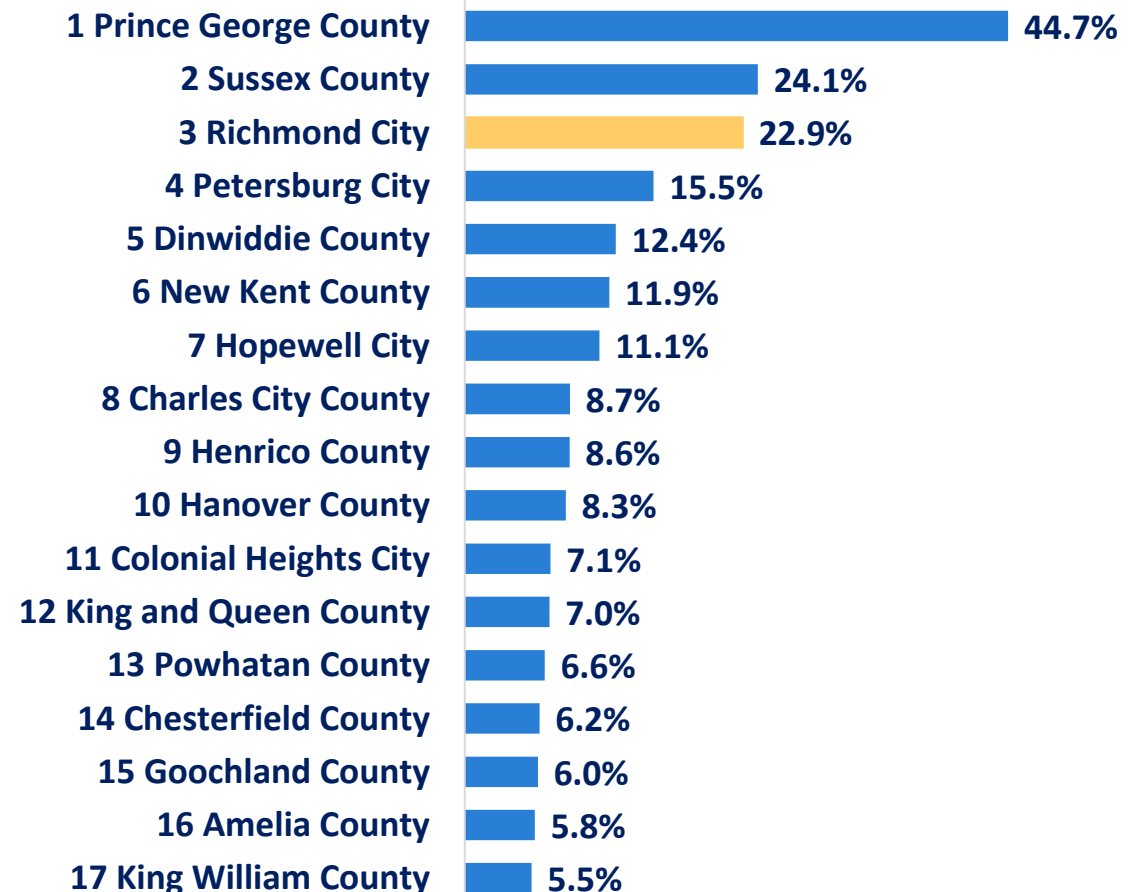 1 Prince George County 44.7%
2 Sussex County 24.1%
3 Richmond City 22.9%
4 Petersburg City 15.5%
5 Dinwiddie County 12.4%
6 New Kent County 11.9%
7 Hopewell City 11.1%
8 Charles City County 8.7%
9 Henrico County 8.6%
10 Hanover County 8.3%
11 Colonial Heights City 7.1%
12 King and Queen County 7.0%
13 Powhatan County 6.6%
14 Chesterfield County 6.2%
15 Goochland County 6.0%
16 Amelia County 5.8%
17 King William County 5.5%